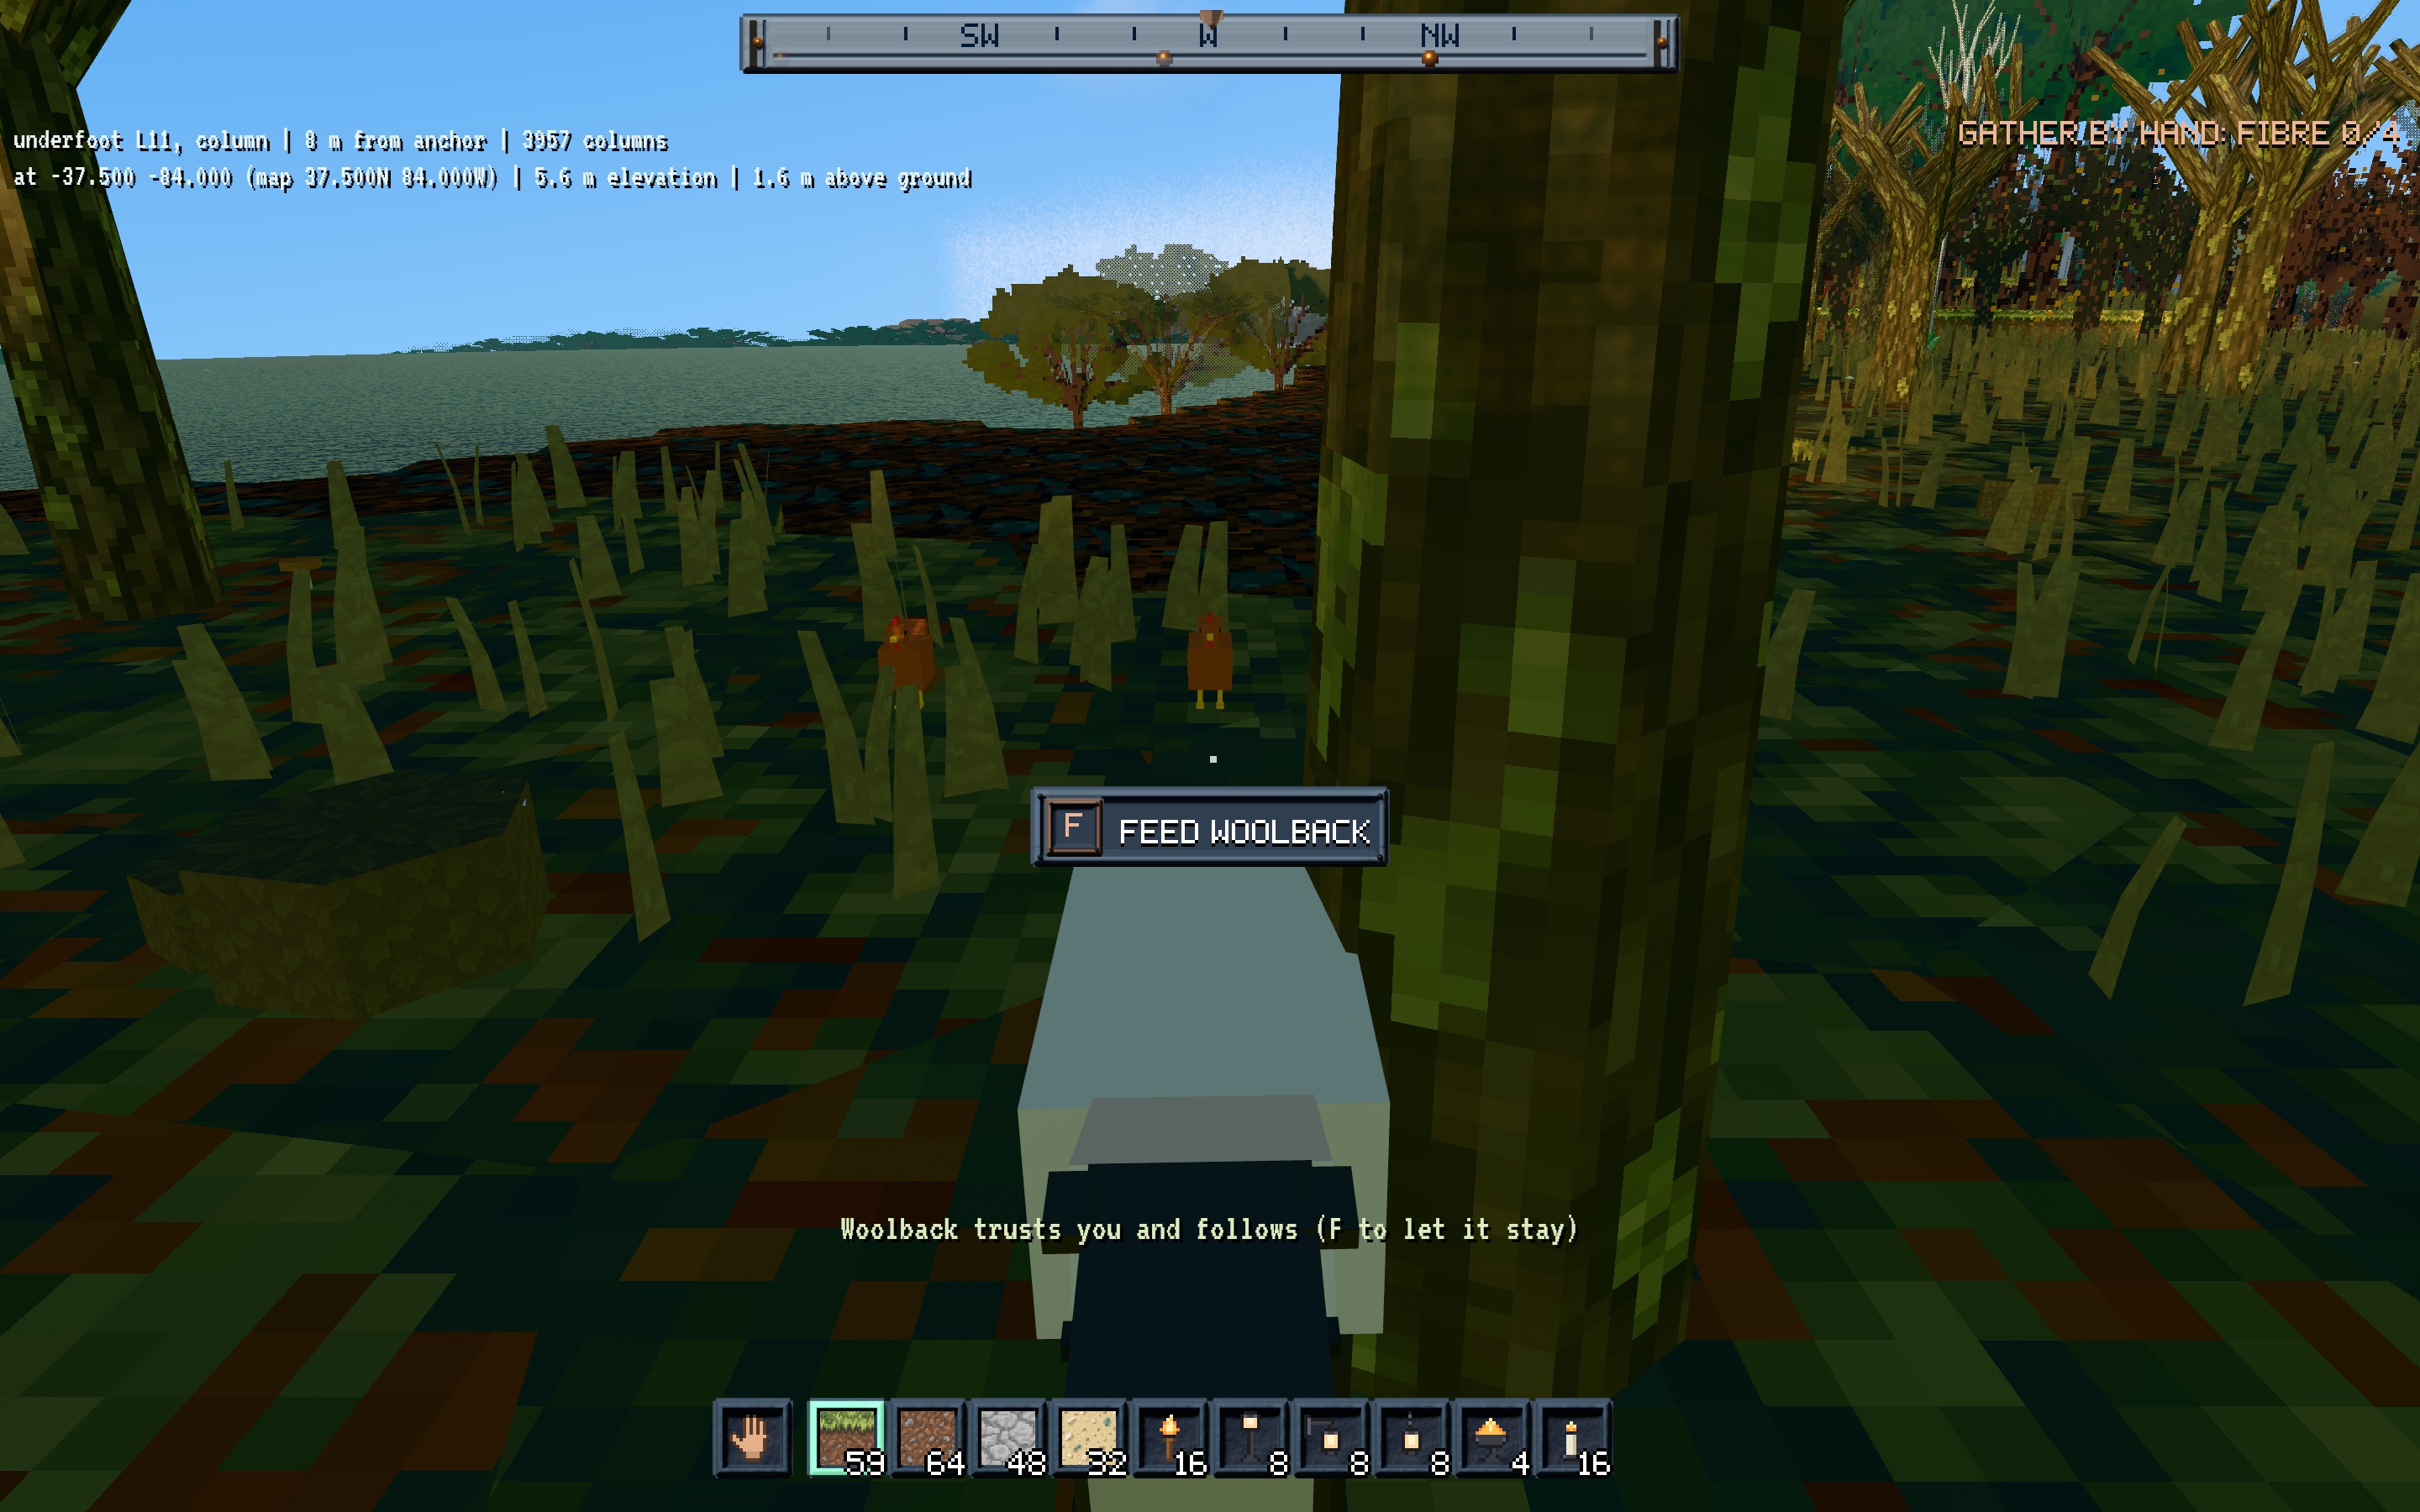 SW W NW
underfoot L11, column | 8 m from anchor | 3957 columns
at -37.500 -84.000 (map 37.500N 84.000W) | 5.6 m elevation | 1.6 m above ground
GATHER BY HAND: FIBRE 0/4
F FEED WOOLBACK
Woolback trusts you and follows (F to let it stay)
59 64 48 32 16 8 8 8 4 16